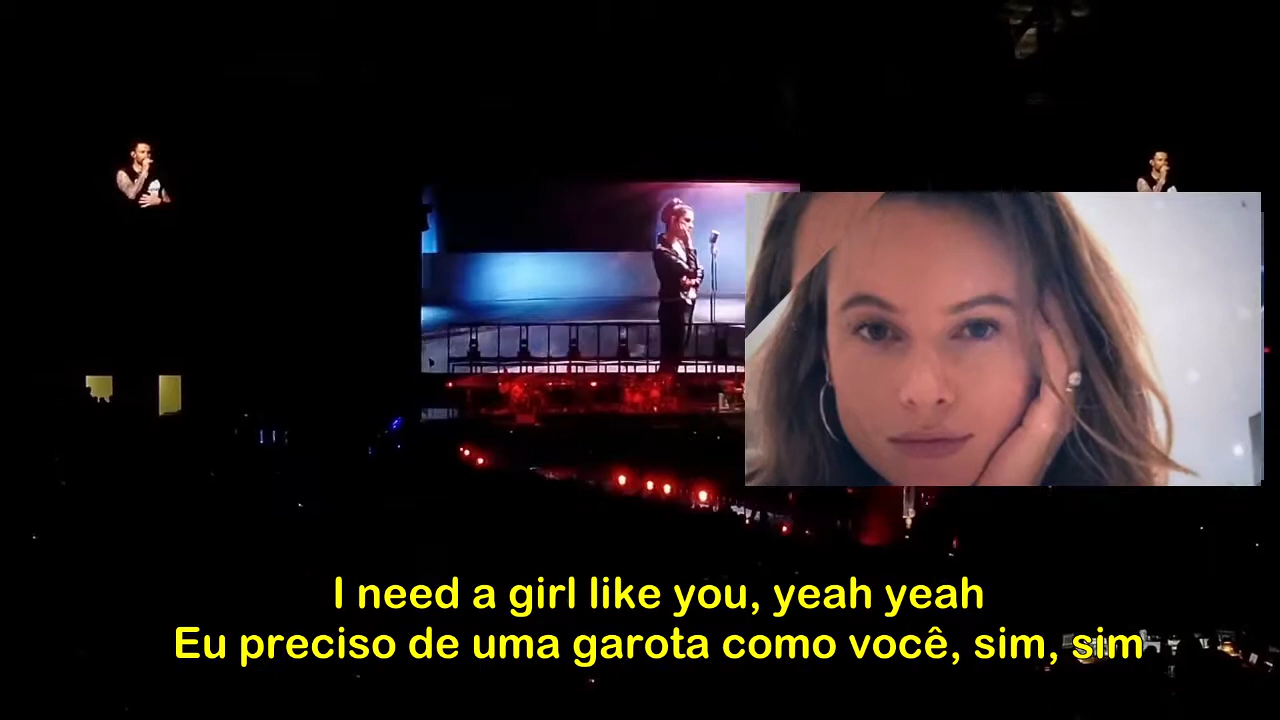 I need a girl like you, yeah yeah
Eu preciso de uma garota como você, sim, sim